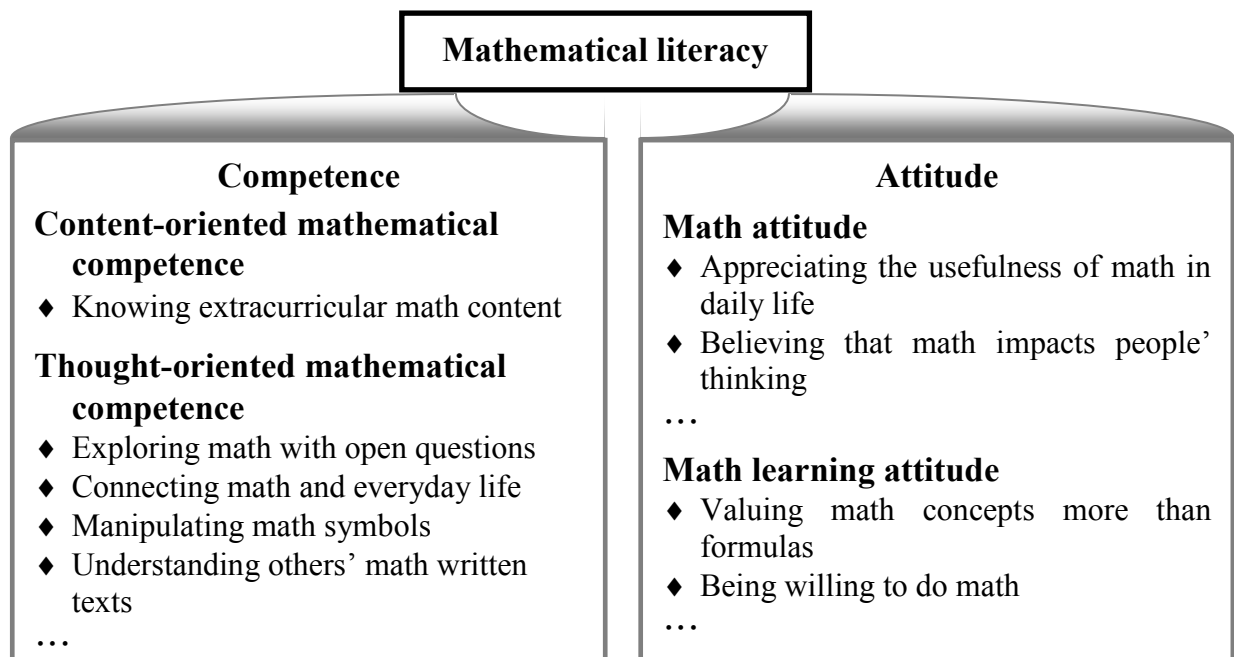 Mathematical literacy
Competence
Content-oriented mathematical
competence
♦ Knowing extracurricular math content
Thought-oriented mathematical
competence
♦ Exploring math with open questions
♦ Connecting math and everyday life
♦ Manipulating math symbols
♦ Understanding others’ math written
texts
…
Attitude
Math attitude
♦ Appreciating the usefulness of math in
daily life
♦ Believing that math impacts people’
thinking
…
Math learning attitude
♦ Valuing math concepts more than
formulas
♦ Being willing to do math
…